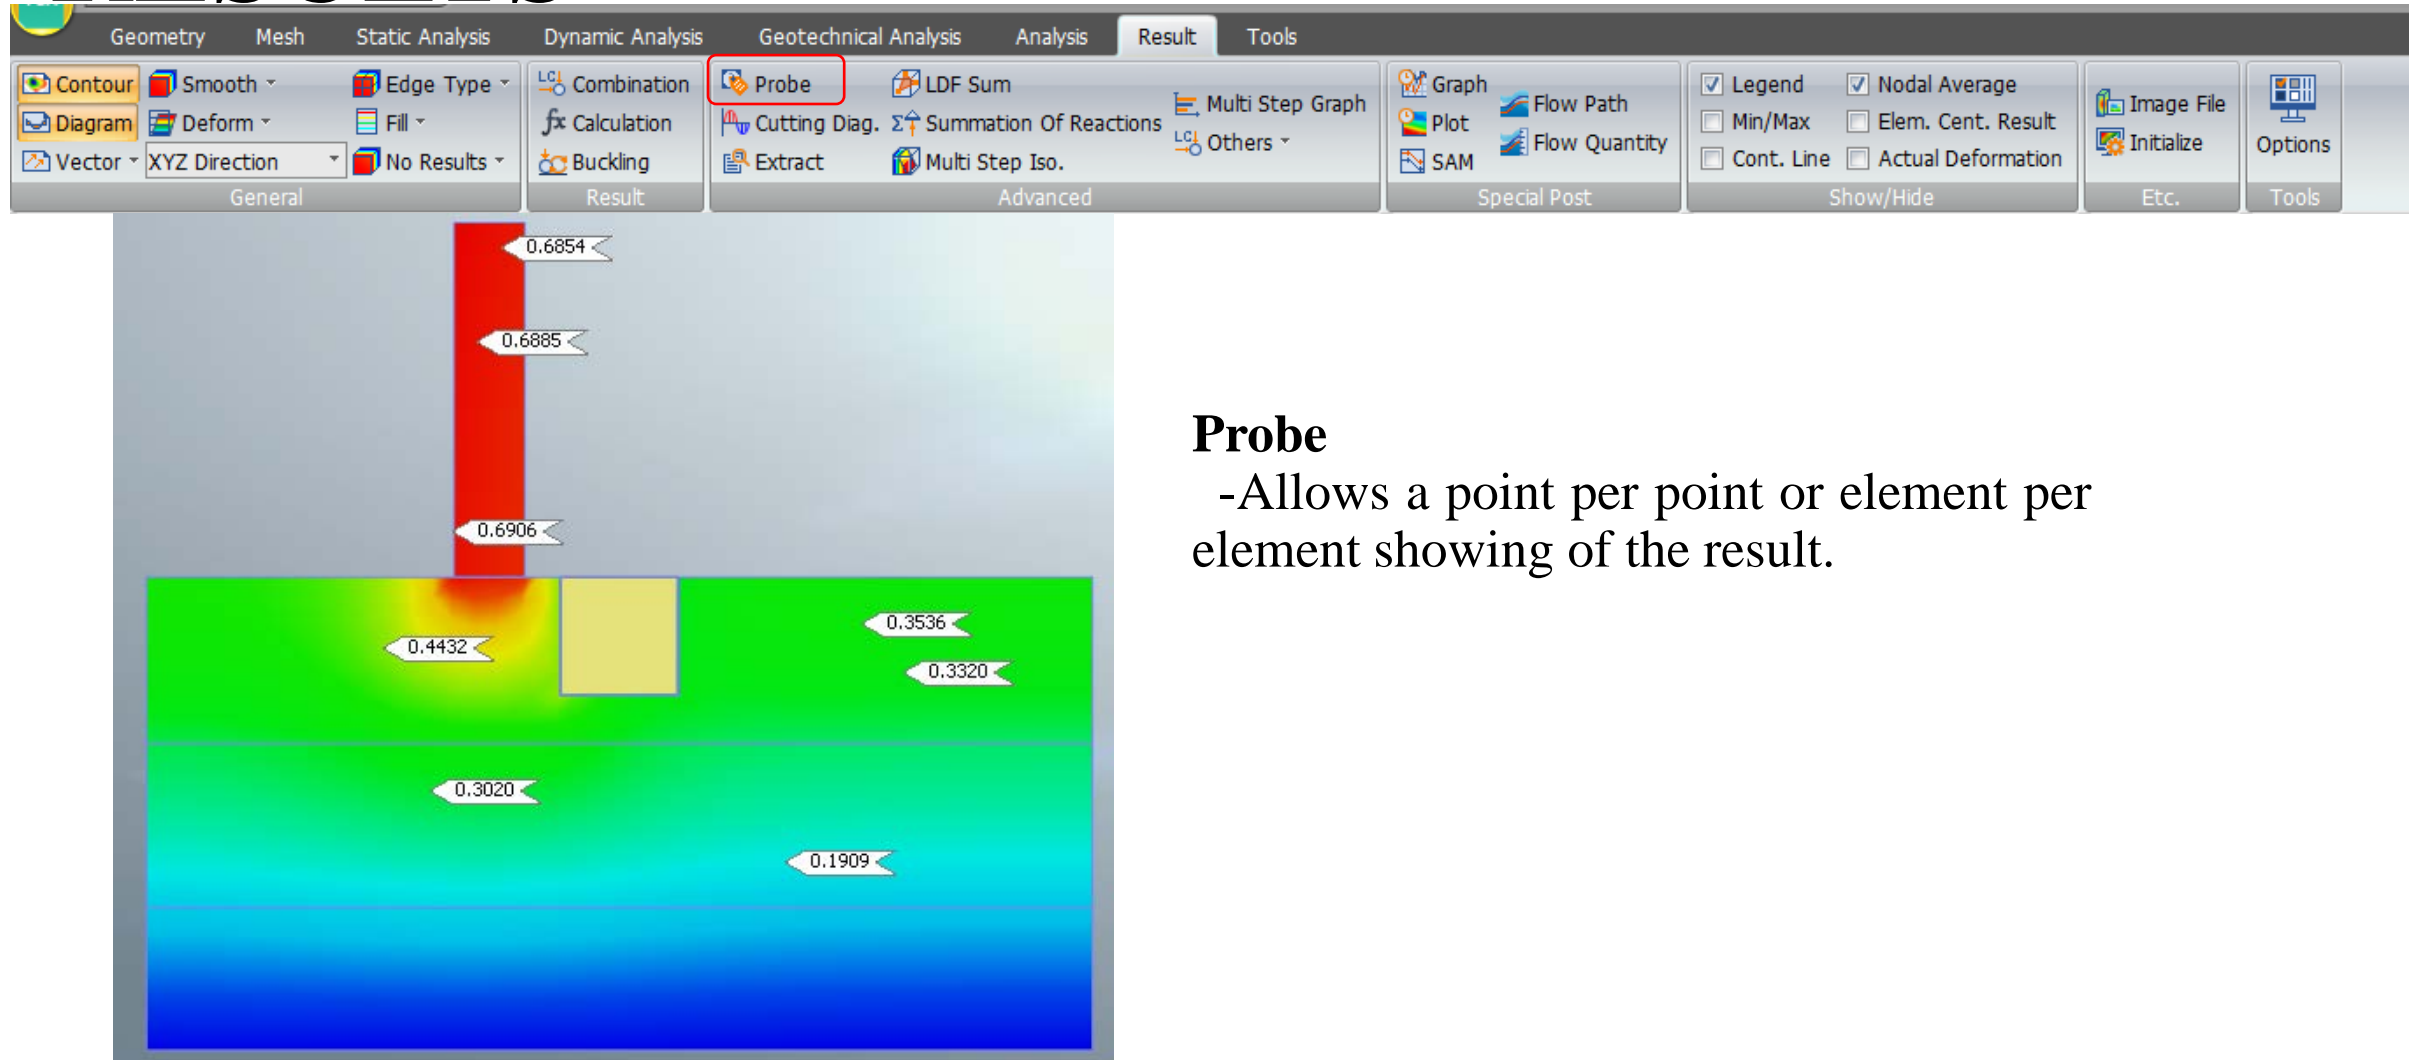 Geometry Mesh Static Analysis Dynamic Analysis Geotechnical Analysis Analysis Result Tools
Contour Smooth Edge Type Combination Probe LDF Sum Multi Step Graph Graph Flow Path Legend Nodal Average Image File Options
Diagram Deform Fill Calculation Cutting Diag. Summation Of Reactions Others Plot Flow Quantity Min/Max Elem. Cent. Result Initialize
Vector XYZ Direction No Results Buckling Extract Multi Step Iso. SAM Cont. Line Actual Deformation
General Result Advanced Special Post Show/Hide Etc. Tools
0.6854
0.6885
0.6906
0.3536
0.4432
0.3320
0.3020
0.1909
Probe
-Allows a point per point or element per
element showing of the result.